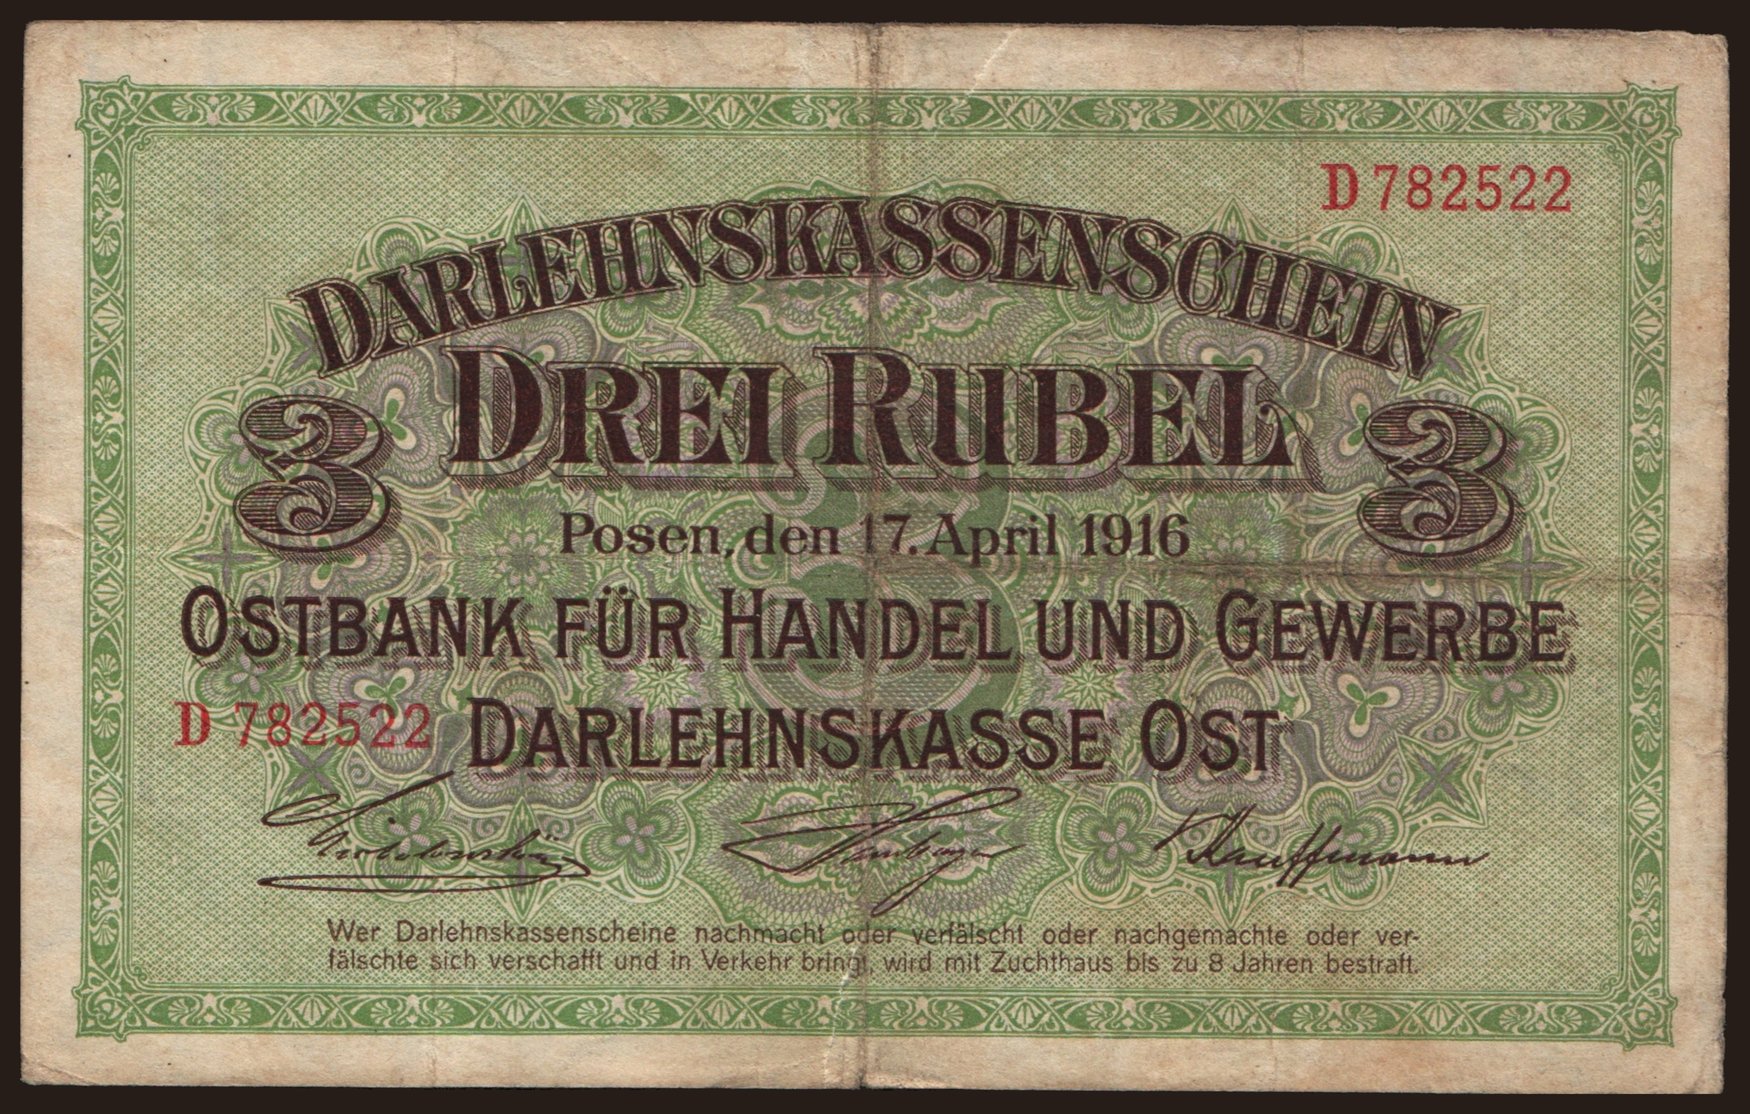 D 782522
DARLEHNSKASSENSCHEIN
DREI RUBEL
3 3
Posen, den 17. April 1916
OSTBANK FÜR HANDEL UND GEWERBE
D 782522 DARLEHNSKASSE OST
Kauffmann
Wer Darlehnskassenscheine nachmacht oder verfälscht oder nachgemachte oder ver-
fälschte sich verschafft und in Verkehr bringt, wird mit Zuchthaus bis zu 8 Jahren bestraft.